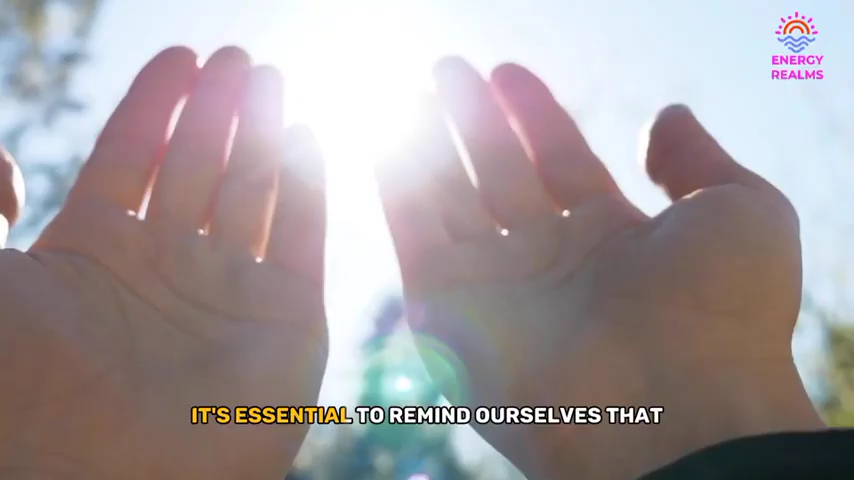 ENERGY
REALMS
IT'S ESSENTIAL TO REMIND OURSELVES THAT